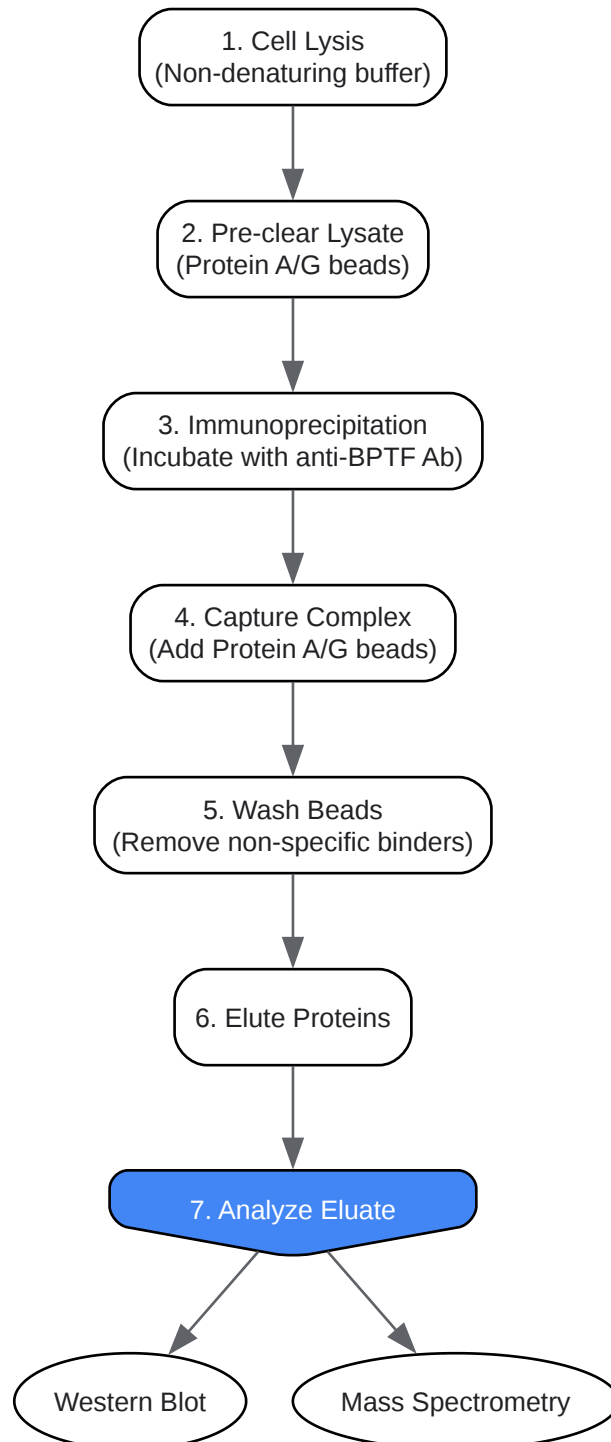 1. Cell Lysis
(Non-denaturing buffer)
2. Pre-clear Lysate
(Protein A/G beads)
3. Immunoprecipitation
(Incubate with anti-BPTF Ab)
4. Capture Complex
(Add Protein A/G beads)
5. Wash Beads
(Remove non-specific binders)
6. Elute Proteins
7. Analyze Eluate
Western Blot
Mass Spectrometry